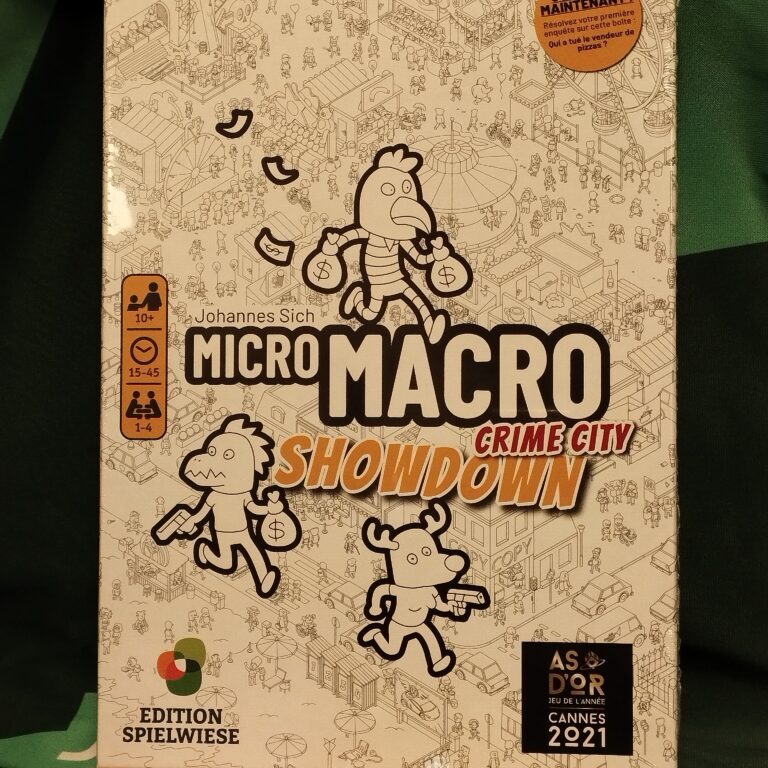 MAINTENANT !
Résolvez votre première
enquête sur cette boîte :
Qui a tué le vendeur de
pizzas ?
$
$
$
10+
15-45
1-4
Johannes Sich
MICRO MACRO
CRIME CITY
SHOWDOWN
$
COPY
EDITION
SPIELWIESE
AS
D'OR
JEU DE L'ANNÉE
CANNES
2021